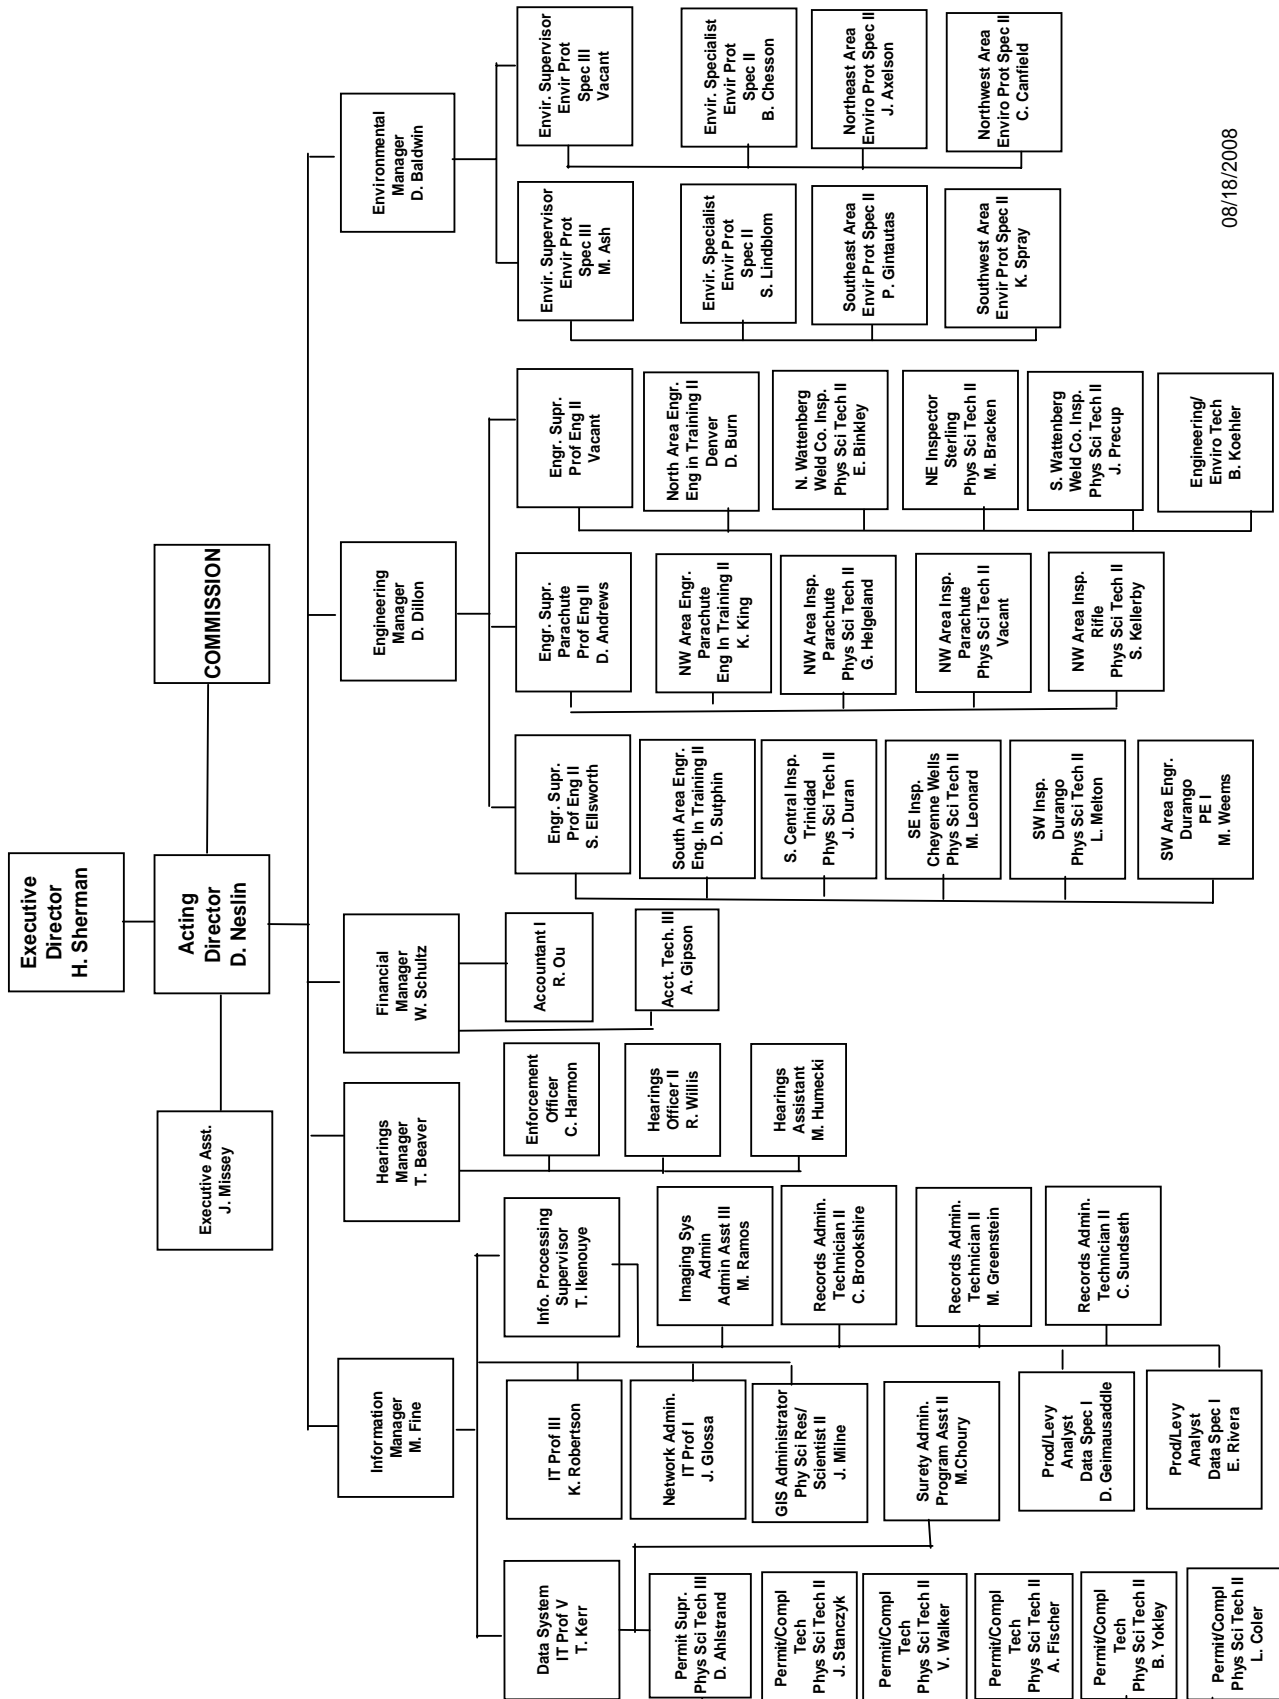 Executive
Director
H. Sherman
Executive Asst.
J. Missey
Acting
Director
D. Neslin
COMMISSION
Information
Manager
M. Fine
Hearings
Manager
T. Beaver
Financial
Manager
W. Schultz
Engineering
Manager
D. Dillon
Environmental
Manager
D. Baldwin
Data System
IT Prof V
T. Kerr
Permit Supr.
Phys Sci Tech III
D. Ahlstrand
Permit/Compl
Tech
Phys Sci Tech II
J. Stanczyk
Permit/Compl
Tech
Phys Sci Tech II
V. Walker
Permit/Compl
Tech
Phys Sci Tech II
A. Fischer
Permit/Compl
Tech
Phys Sci Tech II
B. Yokley
Permit/Compl
Phys Sci Tech II
L. Coler
IT Prof III
K. Robertson
Network Admin.
IT Prof I
J. Glossa
GIS Administrator
Phy Sci Res/
Scientist II
J. Milne
Surety Admin.
Program Asst II
M.Choury
Prod/Levy
Analyst
Data Spec I
D. Geimausaddle
Prod/Levy
Analyst
Data Spec I
E. Rivera
Info. Processing
Supervisor
T. Ikenouye
Imaging Sys
Admin
Admin Asst III
M. Ramos
Records Admin.
Technician II
C. Brookshire
Records Admin.
Technician II
M. Greenstein
Records Admin.
Technician II
C. Sundseth
Enforcement
Officer
C. Harmon
Hearings
Officer II
R. Willis
Hearings
Assistant
M. Humecki
Accountant I
R. Ou
Acct. Tech. III
A. Gipson
Engr. Supr.
Prof Eng II
S. Ellsworth
South Area Engr.
Eng. In Training II
D. Sutphin
S. Central Insp.
Trinidad
Phys Sci Tech II
J. Duran
SE Insp.
Cheyenne Wells
Phys Sci Tech II
M. Leonard
SW Insp.
Durango
Phys Sci Tech II
L. Melton
SW Area Engr.
Durango
PE I
M. Weems
Engr. Supr.
Parachute
Prof Eng II
D. Andrews
NW Area Engr.
Parachute
Eng In Training II
K. King
NW Area Insp.
Parachute
Phys Sci Tech II
G. Helgeland
NW Area Insp.
Parachute
Phys Sci Tech II
Vacant
NW Area Insp.
Rifle
Phys Sci Tech II
S. Kellerby
Engr. Supr.
Prof Eng II
Vacant
North Area Engr.
Eng in Training II
Denver
D. Burn
N. Wattenberg
Weld Co. Insp.
Phys Sci Tech II
E. Binkley
NE Inspector
Sterling
Phys Sci Tech II
M. Bracken
S. Wattenberg
Weld Co. Insp.
Phys Sci Tech II
J. Precup
Engineering/
Enviro Tech
B. Koehler
Envir. Supervisor
Envir Prot
Spec III
M. Ash
Envir. Specialist
Envir Prot
Spec II
S. Lindblom
Southeast Area
Envir Prot Spec II
P. Gintautas
Southwest Area
Envir Prot Spec II
K. Spray
Envir. Supervisor
Envir Prot
Spec III
Vacant
Envir. Specialist
Envir Prot
Spec II
B. Chesson
Northeast Area
Enviro Prot Spec II
J. Axelson
Northwest Area
Enviro Prot Spec II
C. Canfield
08/18/2008